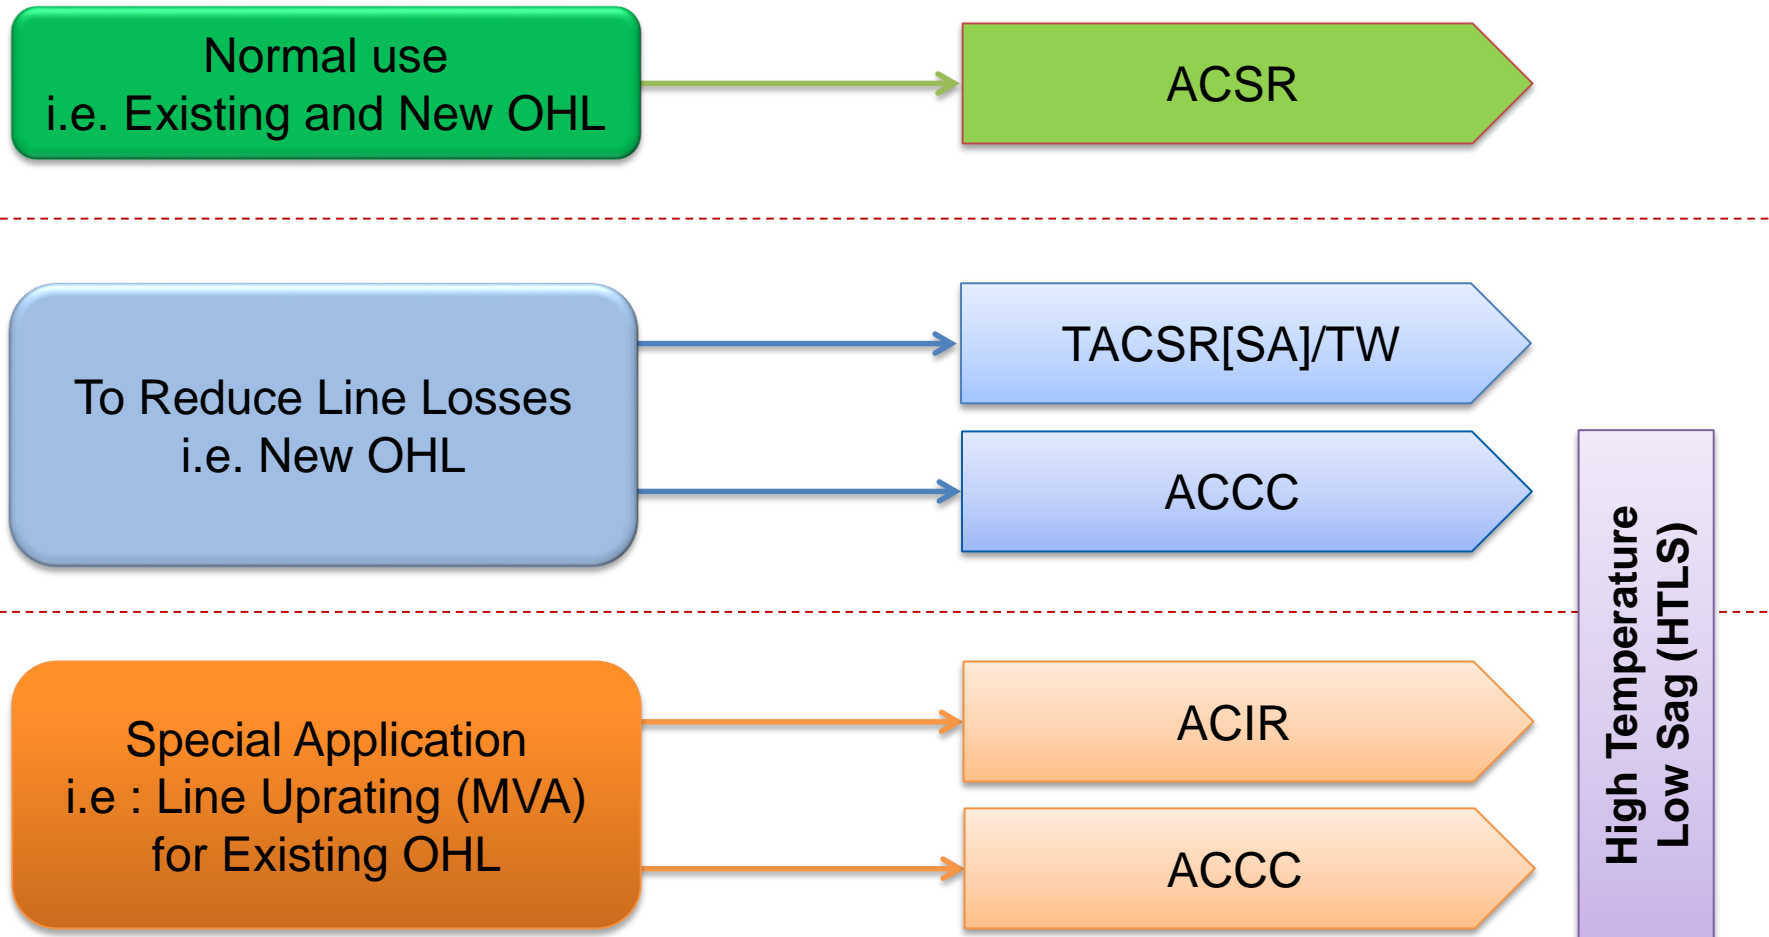 Normal use
i.e. Existing and New OHL
ACSR
To Reduce Line Losses
i.e. New OHL
TACSR[SA]/TW
ACCC
Special Application
i.e : Line Uprating (MVA)
for Existing OHL
ACIR
ACCC
High Temperature
Low Sag (HTLS)